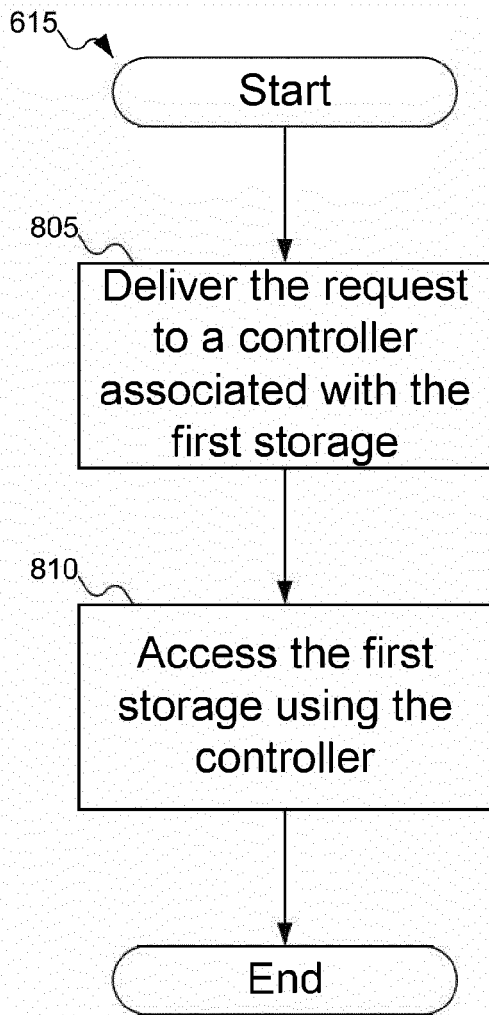 615
Start
805
Deliver the request
to a controller
associated with the
first storage
810
Access the first
storage using the
controller
End